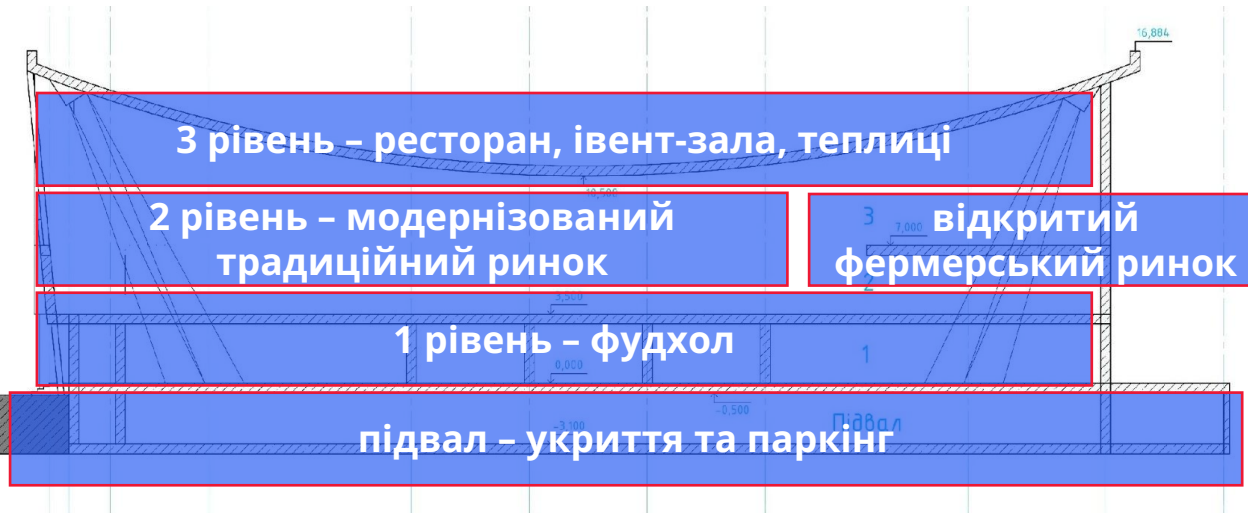 16,884
3 рівень – ресторан, івент-зала, теплиці
10,500
2 рівень – модернізований
традиційний ринок
3
7,000
відкритий
фермерський ринок
2
3,500
1 рівень – фудхол
1
0,000
-0,500
Підвал
-3,100
підвал – укриття та паркінг